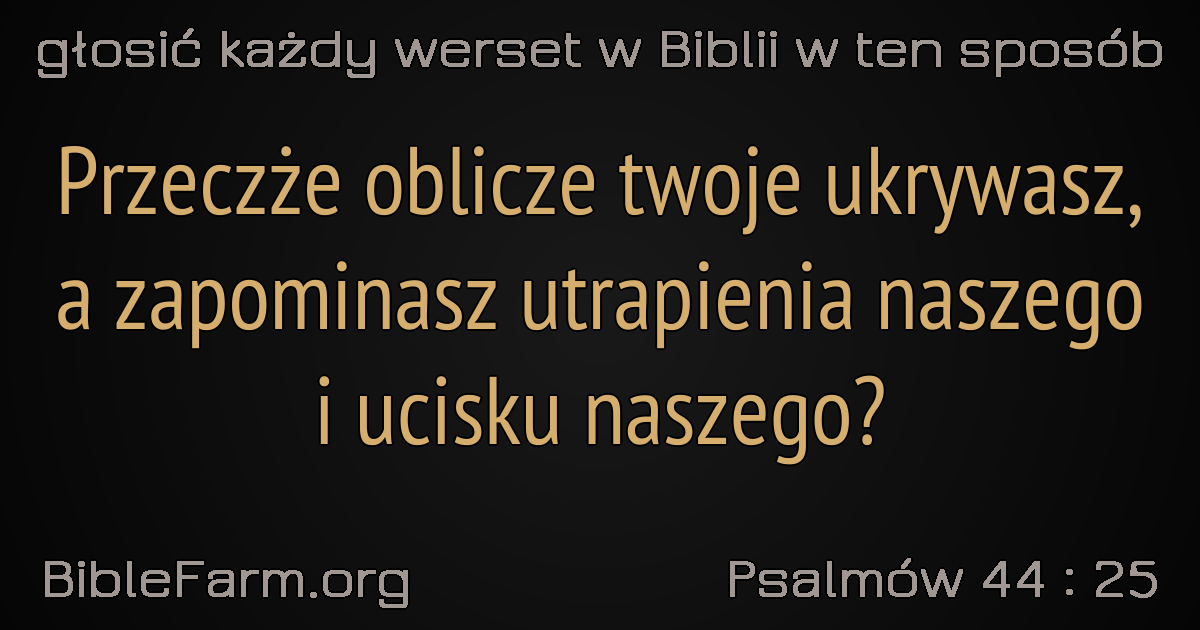 głosić każdy werset w Biblii w ten sposób
Przeczże oblicze twoje ukrywasz,
a zapominasz utrapienia naszego
i ucisku naszego?
BibleFarm.org
Psalmów 44 : 25